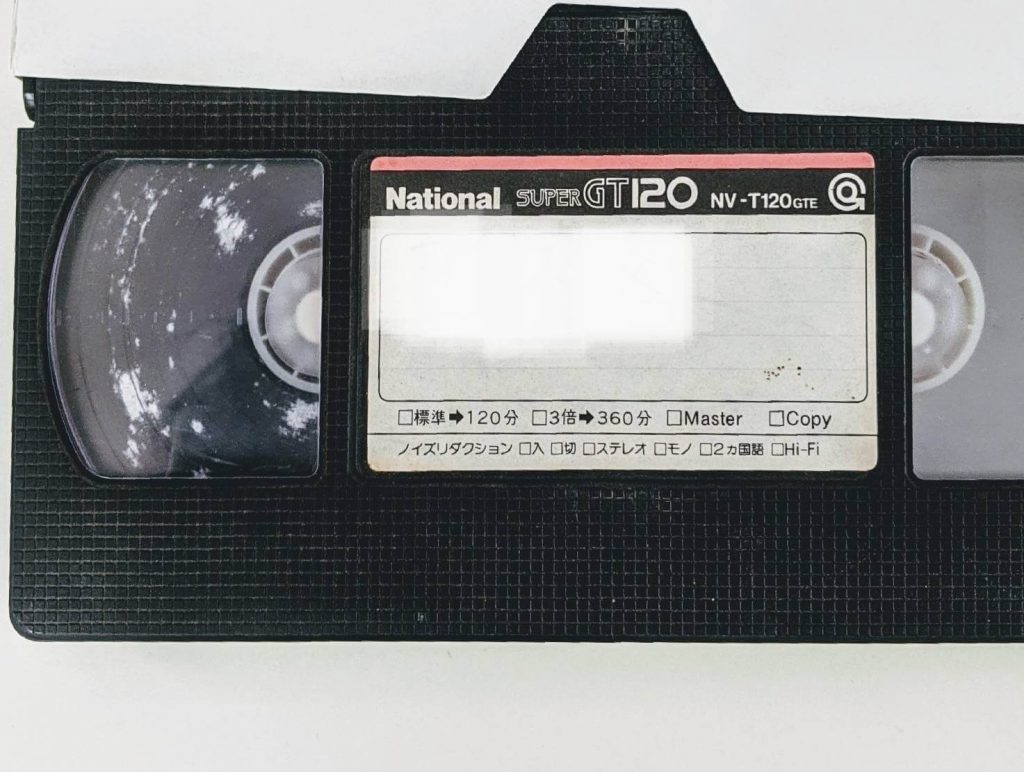 National SUPER GT120 NV-T120GTE
□標準➡120分 □3倍➡360分 □Master □Copy
ノイズリダクション □入 □切 □ステレオ □モノ □2ヵ国語 □Hi-Fi